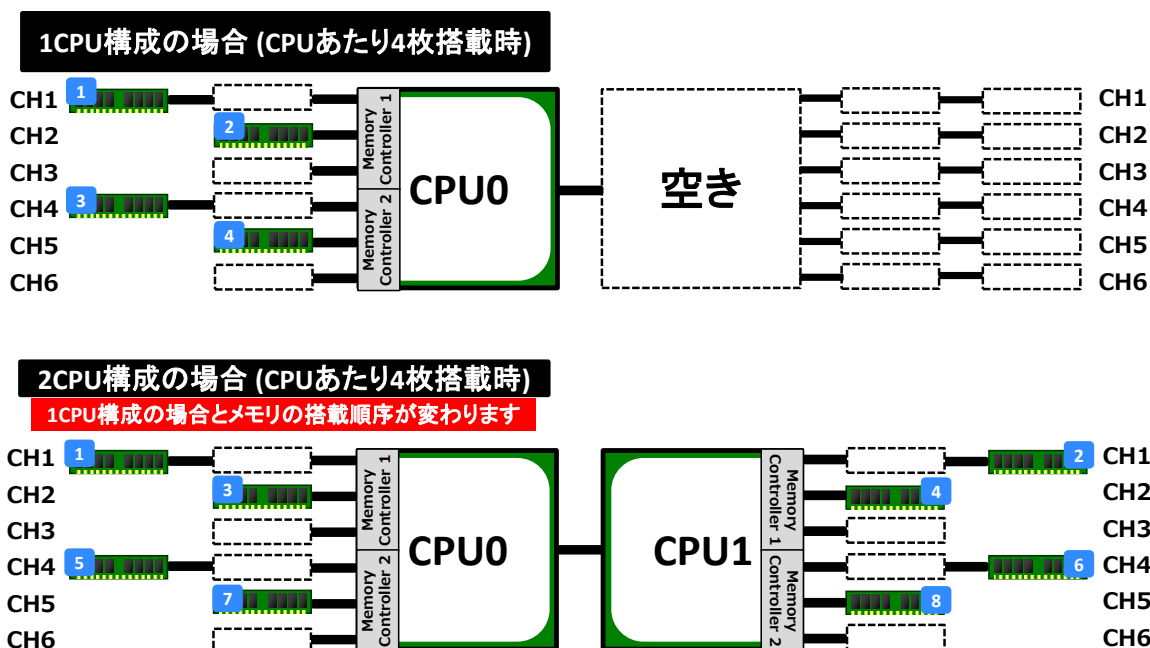 1CPU構成の場合 (CPUあたり4枚搭載時)
CH1 1
CH2 2
CH3
CH4 3
CH5 4
CH6
Memory Controller 1
Memory Controller 2
CPU0
空き
CH1
CH2
CH3
CH4
CH5
CH6
2CPU構成の場合 (CPUあたり4枚搭載時)
1CPU構成の場合とメモリの搭載順序が変わります
CH1 1
CH2 3
CH3
CH4 5
CH5 7
CH6
Memory Controller 1
Memory Controller 2
CPU0
CPU1
Memory Controller 1
Memory Controller 2
2 CH1
4 CH2
CH3
6 CH4
8 CH5
CH6